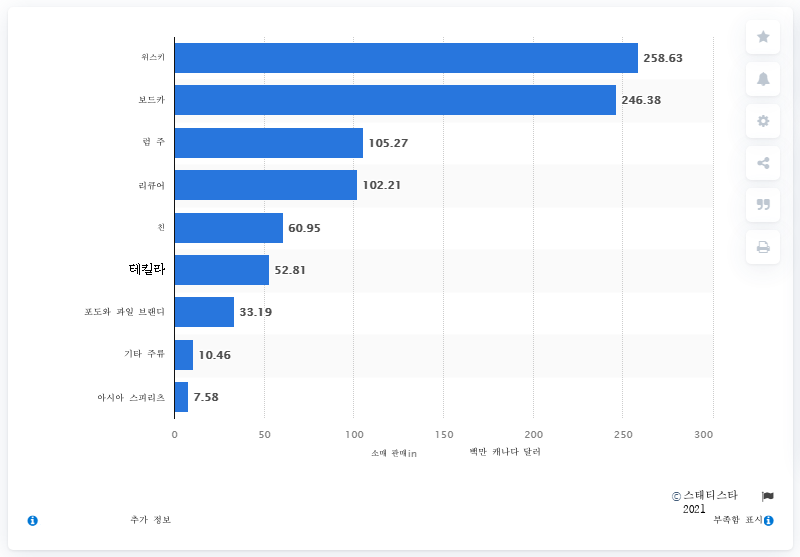 위스키 258.63
보드카 246.38
럼 주 105.27
리큐어 102.21
진 60.95
테킬라 52.81
포도와 과일 브랜디 33.19
기타 주류 10.46
아시아 스피리츠 7.58
0 50 100 150 200 250 300
소매 판매in 백만 캐나다 달러
© 스태티스타
2021
추가 정보 부족함 표시